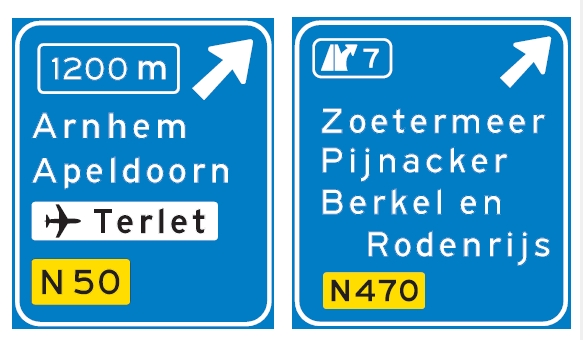 1200 m
Arnhem
Apeldoorn
Terlet
N 50
7
Zoetermeer
Pijnacker
Berkel en
Rodenrijs
N470